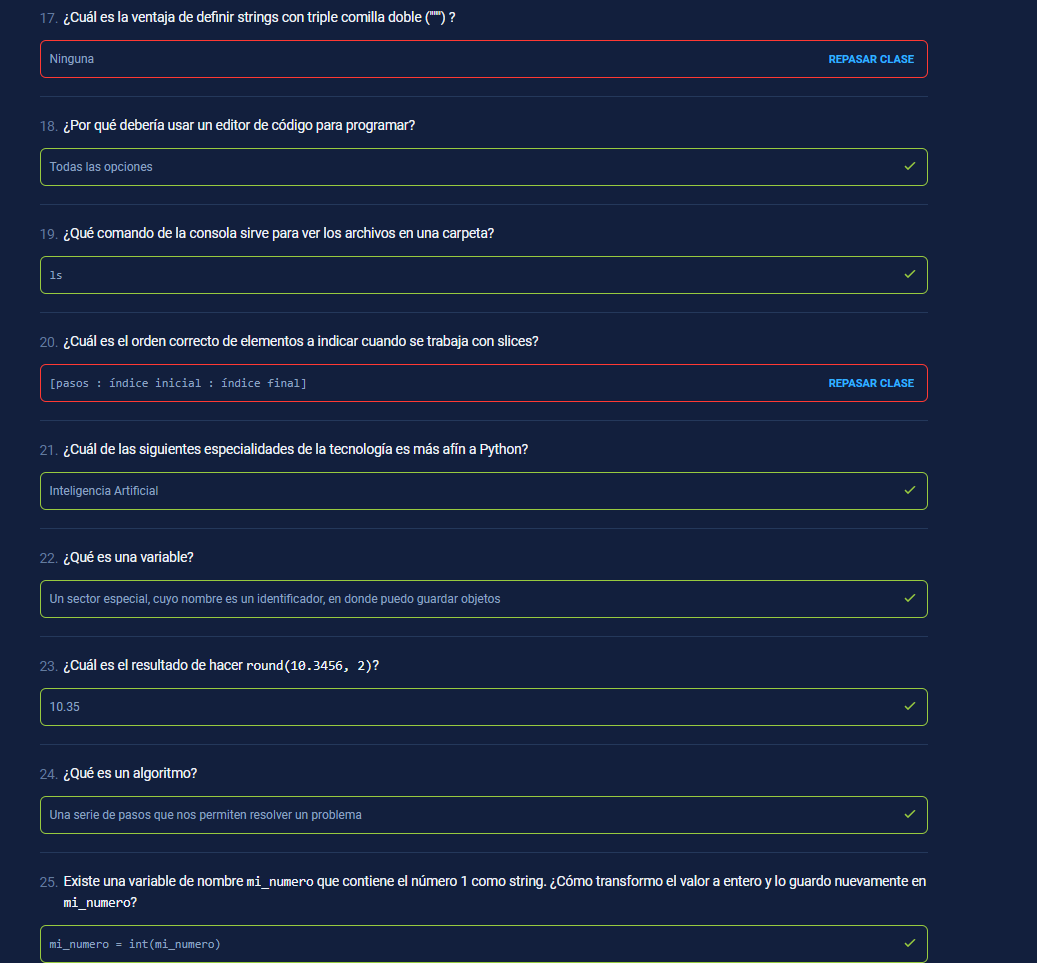 17. ¿Cuál es la ventaja de definir strings con triple comilla doble (""") ?
Ninguna REPASAR CLASE
18. ¿Por qué debería usar un editor de código para programar?
Todas las opciones
19. ¿Qué comando de la consola sirve para ver los archivos en una carpeta?
ls
20. ¿Cuál es el orden correcto de elementos a indicar cuando se trabaja con slices?
[pasos : índice inicial : índice final] REPASAR CLASE
21. ¿Cuál de las siguientes especialidades de la tecnología es más afín a Python?
Inteligencia Artificial
22. ¿Qué es una variable?
Un sector especial, cuyo nombre es un identificador, en donde puedo guardar objetos
23. ¿Cuál es el resultado de hacer round(10.3456, 2)?
10.35
24. ¿Qué es un algoritmo?
Una serie de pasos que nos permiten resolver un problema
25. Existe una variable de nombre mi_numero que contiene el número 1 como string. ¿Cómo transformo el valor a entero y lo guardo nuevamente en
mi_numero?
mi_numero = int(mi_numero)